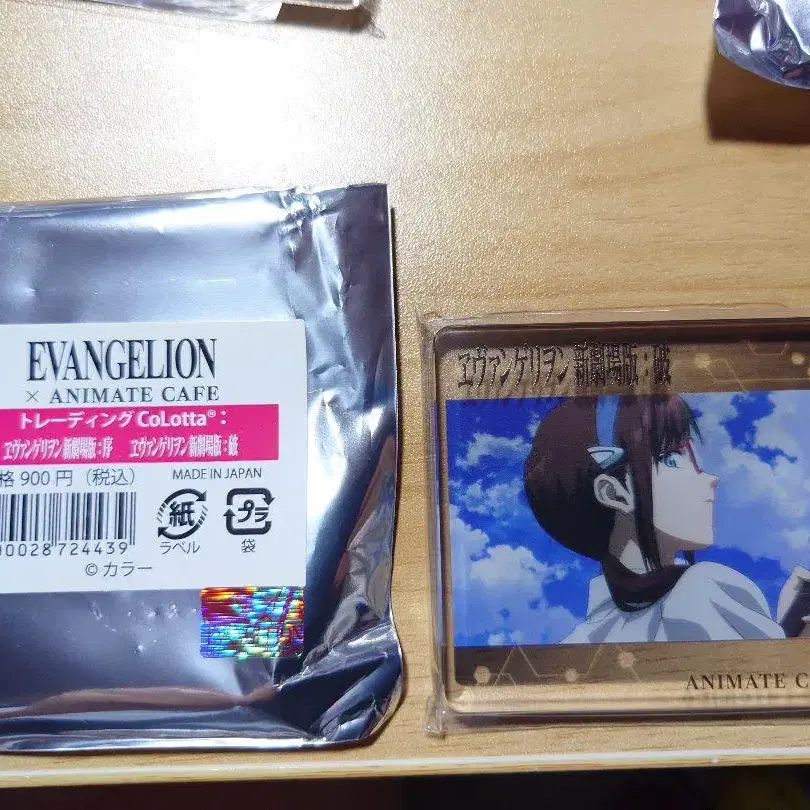 EVANGELION
× ANIMATE CAFE
トレーディング CoLotta®:
ヱヴァンゲリヲン新劇場版:序 ヱヴァンゲリヲン新劇場版:破
格 900 円(税込)
MADE IN JAPAN
紙
ラベル
プラ
袋
00028724439
© カラー
ヱヴァンゲリヲン新劇場版:破
ANIMATE C